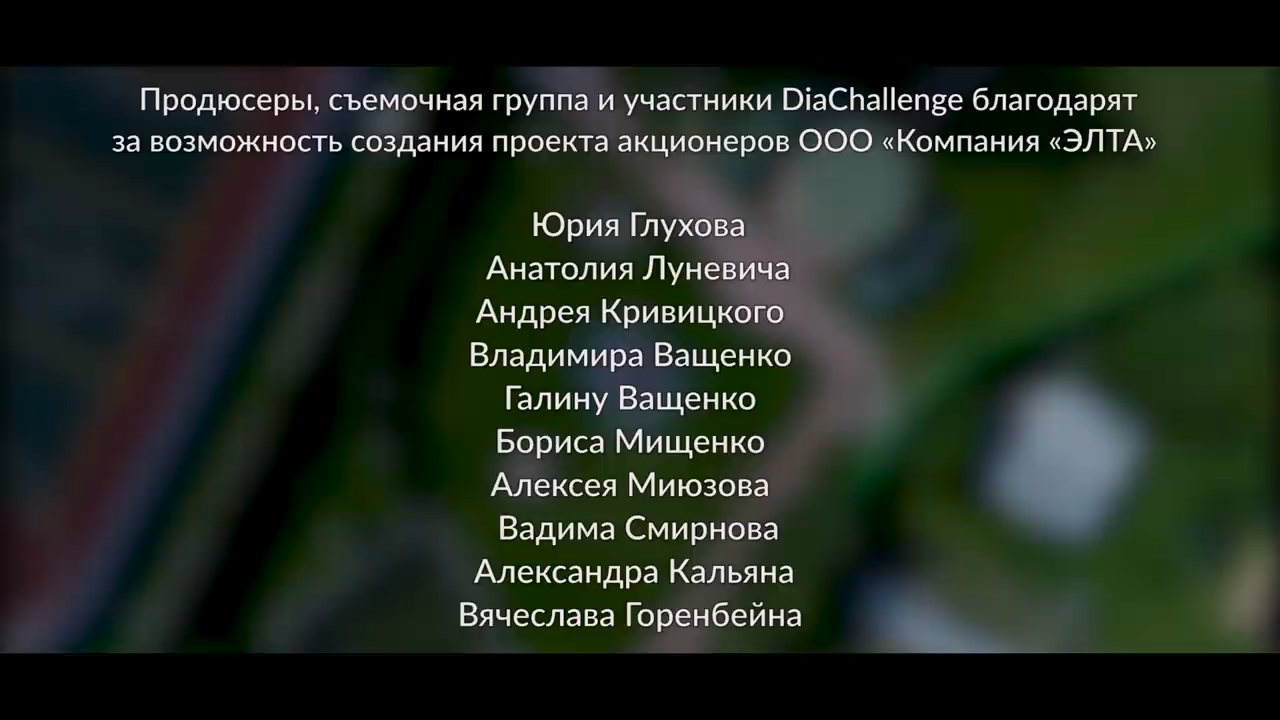 Продюсеры, съемочная группа и участники DiaChallenge благодарят
за возможность создания проекта акционеров ООО «Компания «ЭЛТА»
Юрия Глухова
Анатолия Луневича
Андрея Кривицкого
Владимира Ващенко
Галину Ващенко
Бориса Мищенко
Алексея Миюзова
Вадима Смирнова
Александра Кальяна
Вячеслава Горенбейна